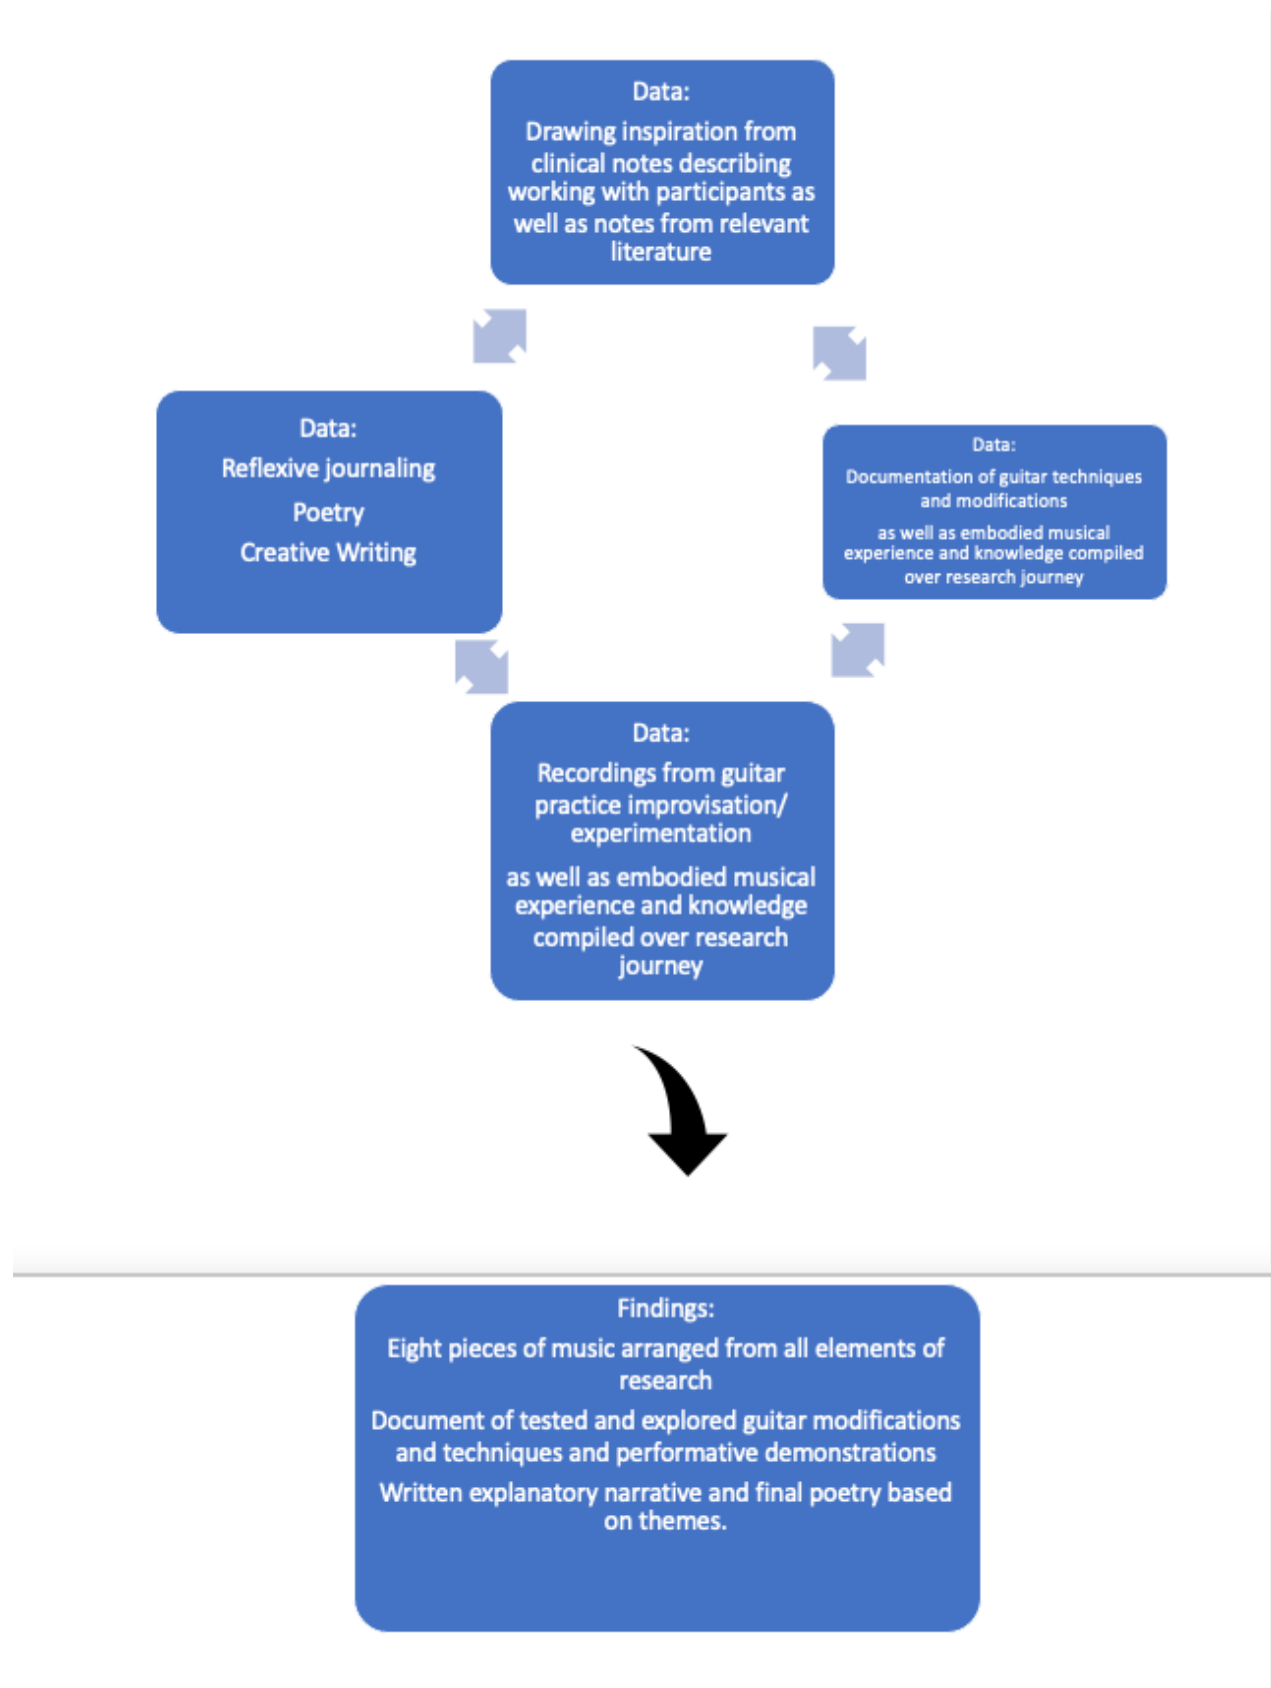 Data:
Drawing inspiration from
clinical notes describing
working with participants as
well as notes from relevant
literature
Data:
Reflexive journaling
Poetry
Creative Writing
Data:
Documentation of guitar techniques
and modifications
as well as embodied musical
experience and knowledge compiled
over research journey
Data:
Recordings from guitar
practice improvisation/
experimentation
as well as embodied musical
experience and knowledge
compiled over research
journey
Findings:
Eight pieces of music arranged from all elements of
research
Document of tested and explored guitar modifications
and techniques and performative demonstrations
Written explanatory narrative and final poetry based
on themes.